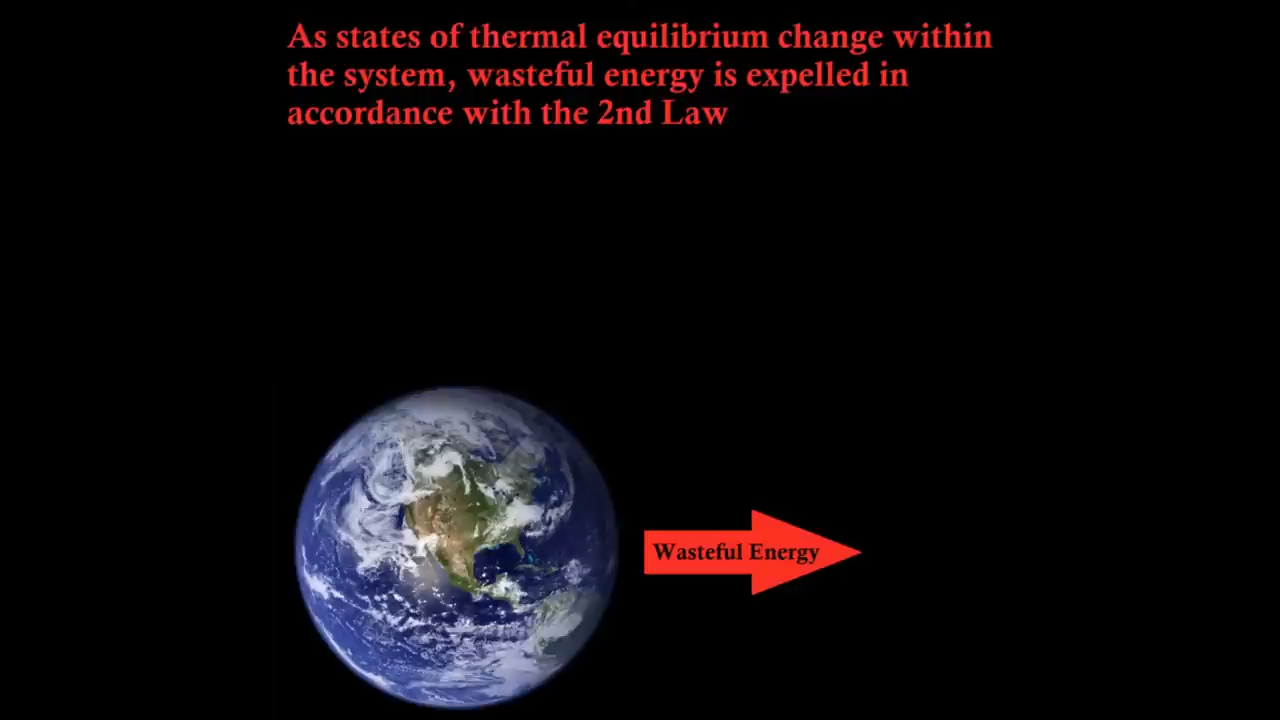 As states of thermal equilibrium change within
the system, wasteful energy is expelled in
accordance with the 2nd Law
Wasteful Energy